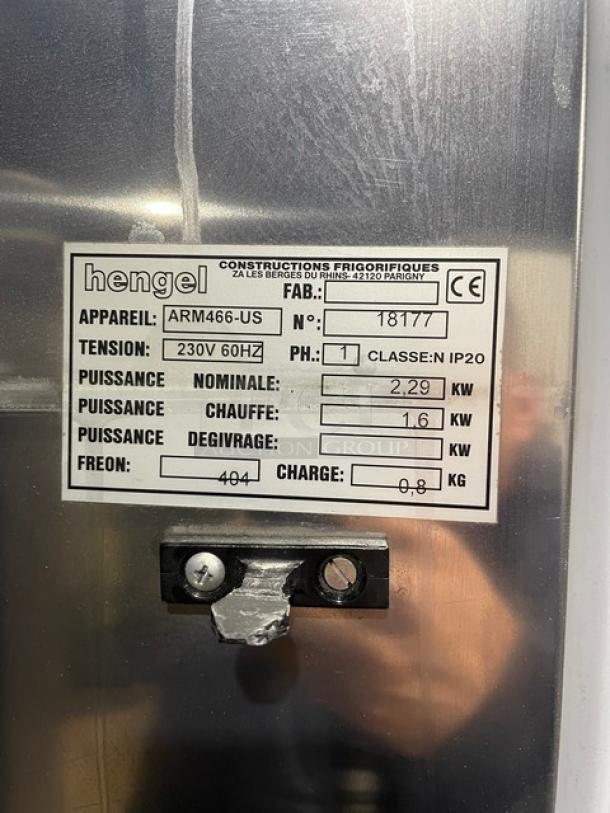 hengel CONSTRUCTIONS FRIGORIFIQUES
ZA LES BERGES DU RHINS- 42120 PARIGNY
FAB.: CE
APPAREIL: ARM466-US N°: 18177
TENSION: 230V 60HZ PH.: 1 CLASSE:N IP20
PUISSANCE NOMINALE: 2,29 KW
PUISSANCE CHAUFFE: 1,6 KW
PUISSANCE DEGIVRAGE: KW
AUCTION GROUP
FREON: 404 CHARGE: 0,8 KG